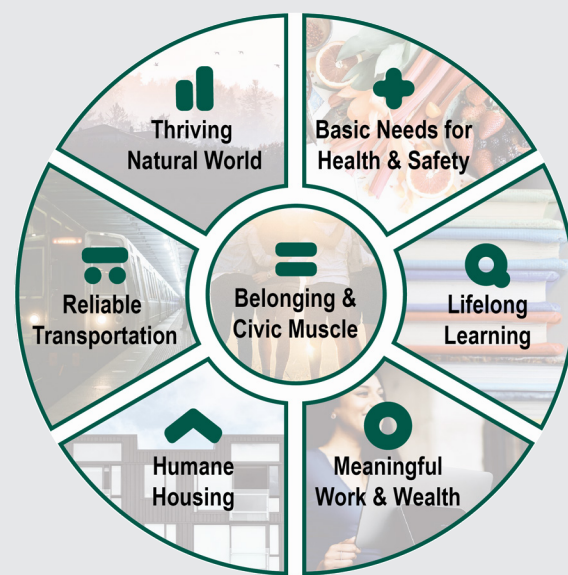 Thriving
Natural World
Basic Needs for
Health & Safety
Reliable
Transportation
Belonging &
Civic Muscle
Lifelong
Learning
Humane
Housing
Meaningful
Work & Wealth